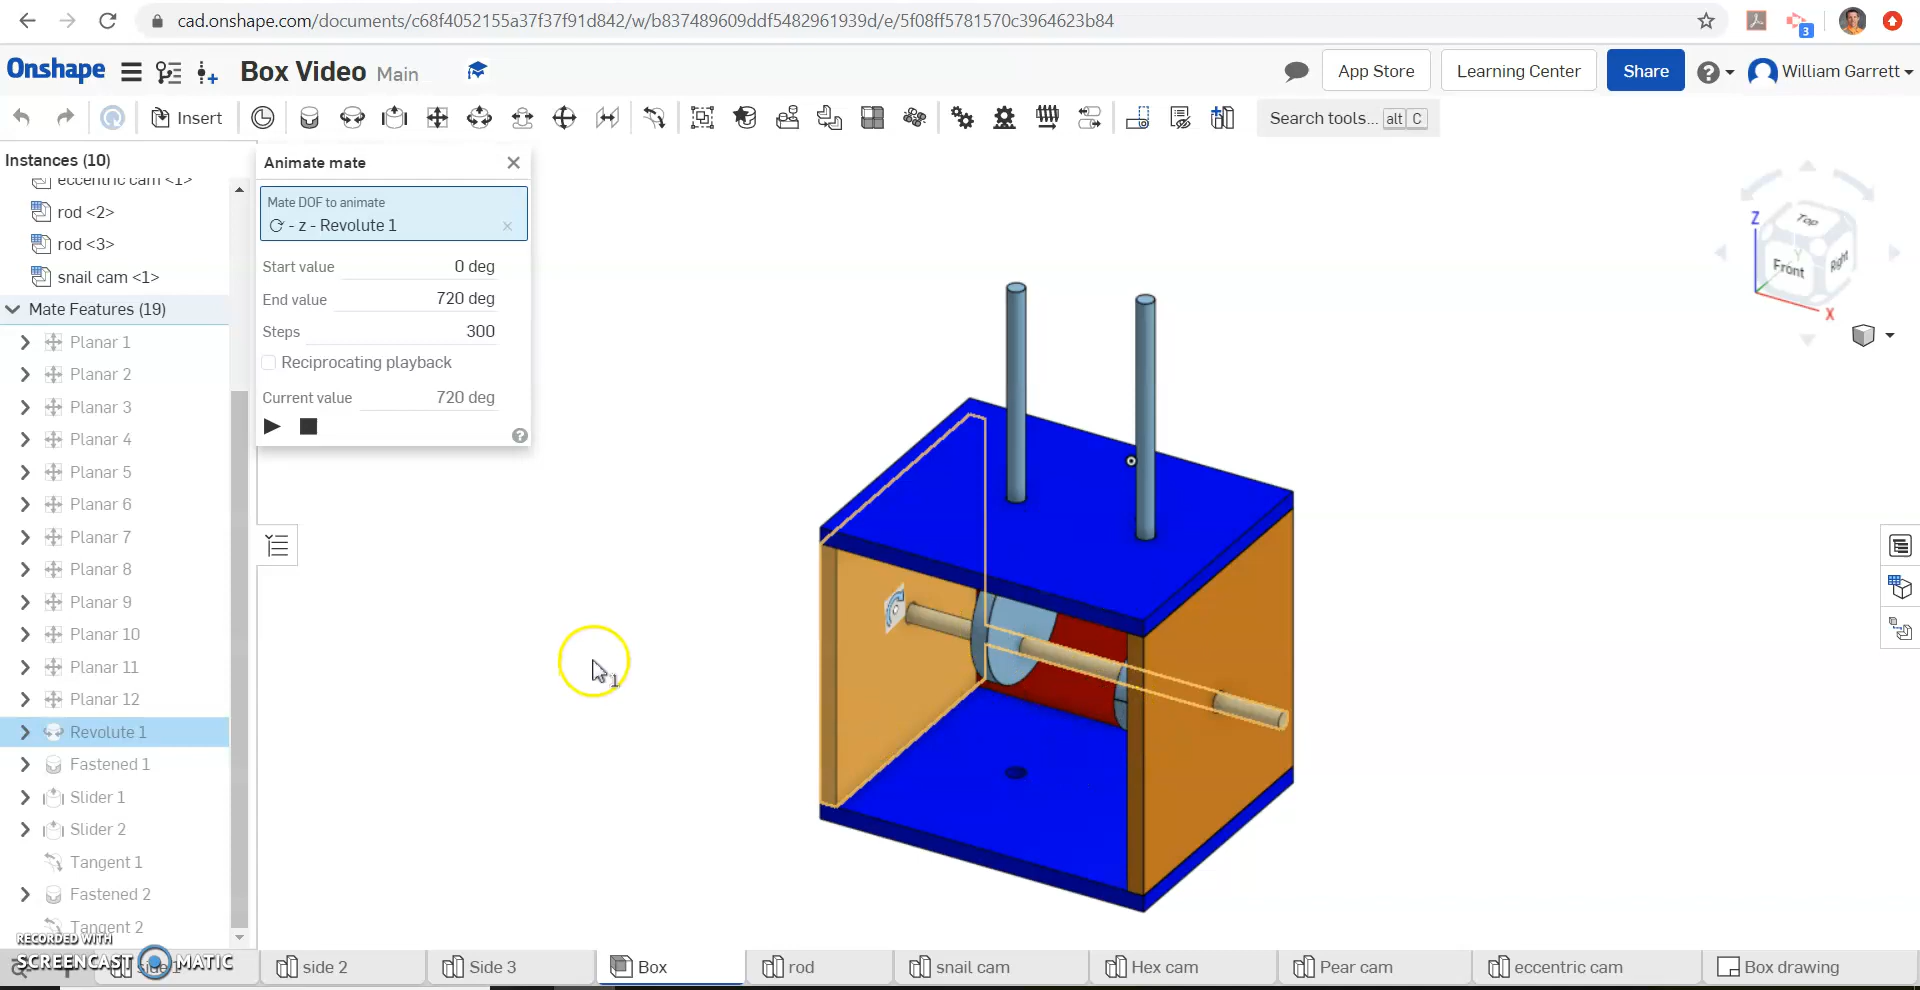 cad.onshape.com/documents/c68f4052155a37f37f91d842/w/b837489609ddf5482961939d/e/5f08ff5781570c3964623b84
3
Onshape
Box Video Main
App Store
Learning Center
Share
William Garrett
Insert
Search tools... alt C
Instances (10)
eccentric cam <1>
rod <2>
rod <3>
snail cam <1>
Mate Features (19)
Planar 1
Planar 2
Planar 3
Planar 4
Planar 5
Planar 6
Planar 7
Planar 8
Planar 9
Planar 10
Planar 11
Planar 12
Revolute 1
Fastened 1
Slider 1
Slider 2
Tangent 1
Fastened 2
Tangent 2
Animate mate
Mate DOF to animate
- z - Revolute 1
Start value 0 deg
End value 720 deg
Steps 300
Reciprocating playback
Current value 720 deg
1
Z
Top
Y
Front
Right
X
RECORDED WITH
SCREENCAST MATIC
side 1
side 2
Side 3
Box
rod
snail cam
Hex cam
Pear cam
eccentric cam
Box drawing